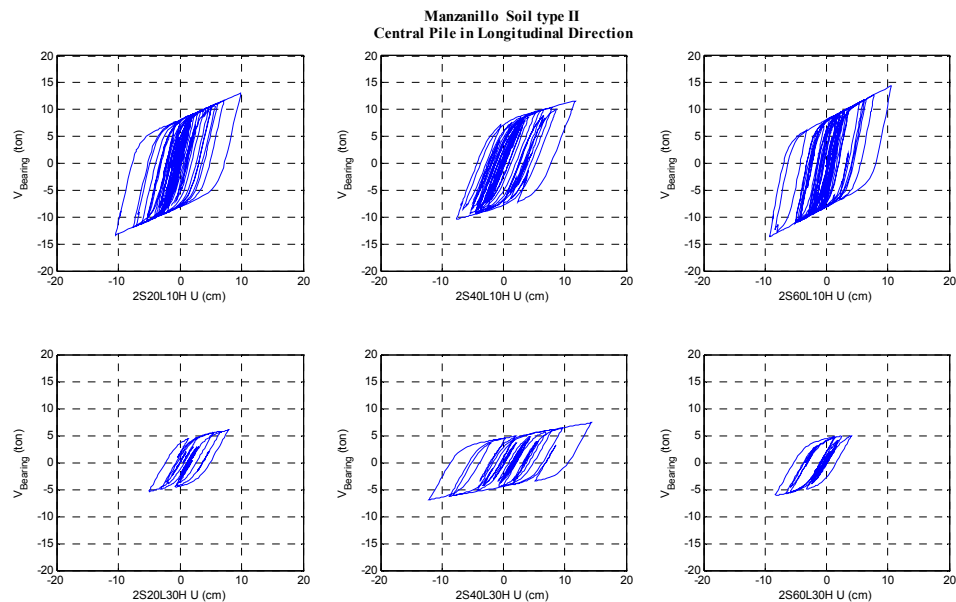 Manzanillo Soil type II
Central Pile in Longitudinal Direction
20
15
10
5
0
-5
-10
-15
-20
V Bearing (ton)
-20 -10 0 10 20
2S20L10H U (cm)
20
15
10
5
0
-5
-10
-15
-20
V Bearing (ton)
-20 -10 0 10 20
2S40L10H U (cm)
20
15
10
5
0
-5
-10
-15
-20
V Bearing (ton)
-20 -10 0 10 20
2S60L10H U (cm)
20
15
10
5
0
-5
-10
-15
-20
V Bearing (ton)
-20 -10 0 10 20
2S20L30H U (cm)
20
15
10
5
0
-5
-10
-15
-20
V Bearing (ton)
-20 -10 0 10 20
2S40L30H U (cm)
20
15
10
5
0
-5
-10
-15
-20
V Bearing (ton)
-20 -10 0 10 20
2S60L30H U (cm)